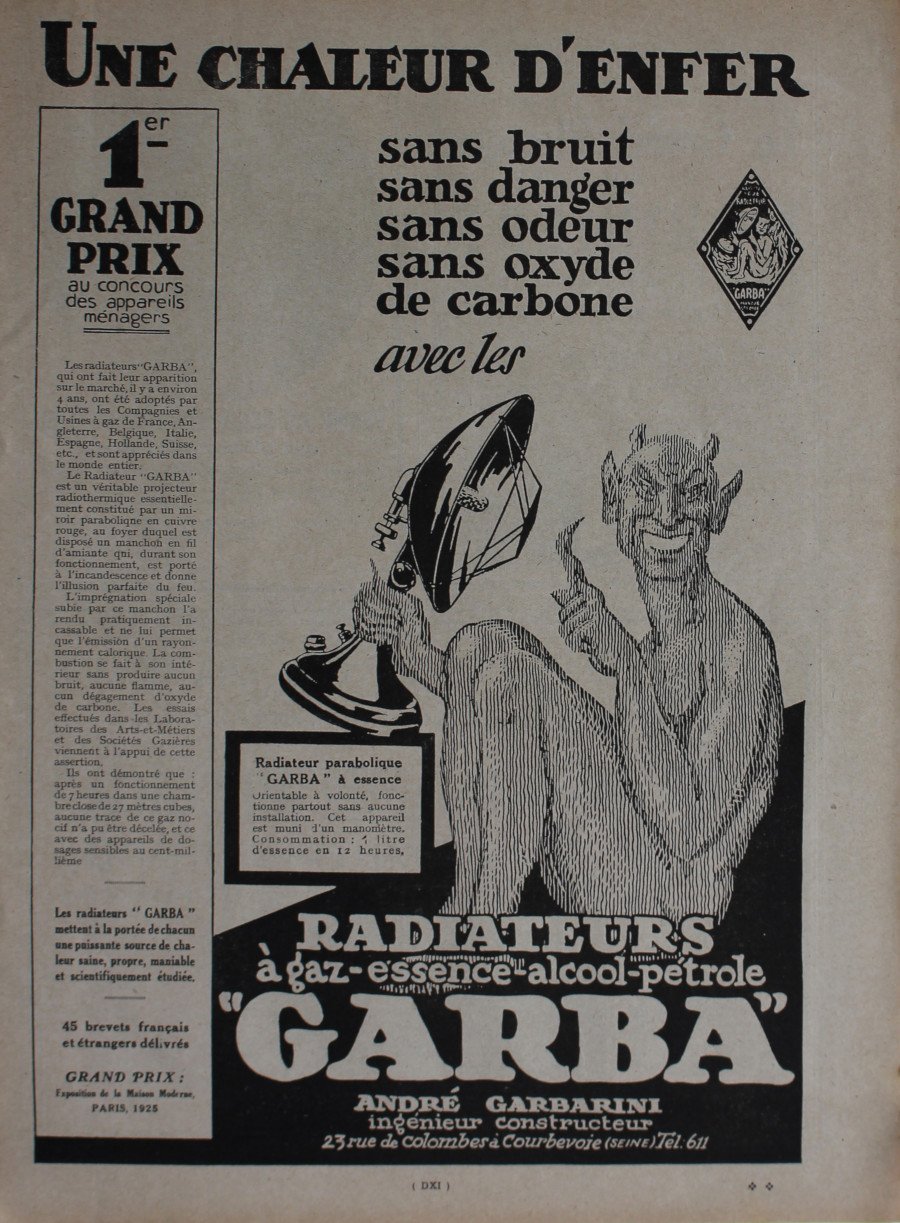 UNE CHALEUR D'ENFER
1er
GRAND
PRIX
au concours
des appareils
ménagers
Les radiateurs "GARBA",
qui ont fait leur apparition
sur le marché, il y a environ
4 ans, ont été adoptés par
toutes les Compagnies et
Usines à gaz de France, An-
gleterre, Belgique, Italie,
Espagne, Hollande, Suisse,
etc., et sont appréciés dans
le monde entier.
Le Radiateur "GARBA"
est un véritable projecteur
radiothermique essentielle-
ment constitué par un mi-
roir parabolique en cuivre
rouge, au foyer duquel est
disposé un manchon en fil
d'amiante qui, durant son
fonctionnement, est porté
à l'incandescence et donne
l'illusion parfaite du feu.
L'imprégnation spéciale
subie par ce manchon l'a
rendu pratiquement in-
cassable et ne lui permet
que l'émission d'un rayon-
nement calorique. La com-
bustion se fait à son inté-
rieur sans produire aucun
bruit, aucune flamme, au-
cun dégagement d'oxyde
de carbone. Les essais
effectués dans les Labora-
toires des Arts-et-Métiers
et des Sociétés Gazières
viennent à l'appui de cette
assertion.
Ils ont démontré que :
après un fonctionnement
de 7 heures dans une cham-
bre close de 27 mètres cubes,
aucune trace de ce gaz no-
cif n'a pu être décelée, et ce
avec des appareils de do-
sages sensibles au cent-mil-
lième
Les radiateurs "GARBA"
mettent à la portée de chacun
une puissante source de cha-
leur saine, propre, maniable
et scientifiquement étudiée.
45 brevets français
et étrangers délivrés
GRAND PRIX :
Exposition de la Maison Moderne,
PARIS, 1925
sans bruit
sans danger
sans odeur
sans oxyde
de carbone
avec les
"GARBA"
Radiateur parabolique
"GARBA" à essence
Orientable à volonté, fonc-
tionne partout sans aucune
installation. Cet appareil
est muni d'un manomètre.
Consommation : 1 litre
d'essence en 12 heures.
RADIATEURS
à gaz-essence-alcool-pétrole
"GARBA"
ANDRÉ GARBARINI
ingénieur constructeur
23 rue de Colombes à Courbevoie (SEINE). Tél: 611
( DXI )